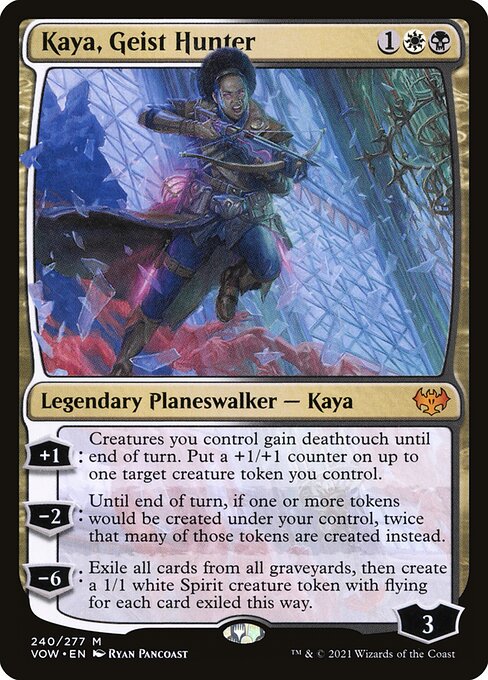 Kaya, Geist Hunter 1
Legendary Planeswalker — Kaya
+1: Creatures you control gain deathtouch until
end of turn. Put a +1/+1 counter on up to
one target creature token you control.
-2: Until end of turn, if one or more tokens
would be created under your control, twice
that many of those tokens are created instead.
-6: Exile all cards from all graveyards, then create
a 1/1 white Spirit creature token with flying
for each card exiled this way.
3
240/277 M
VOW • EN Ryan Pancoast
™ & © 2021 Wizards of the Coast